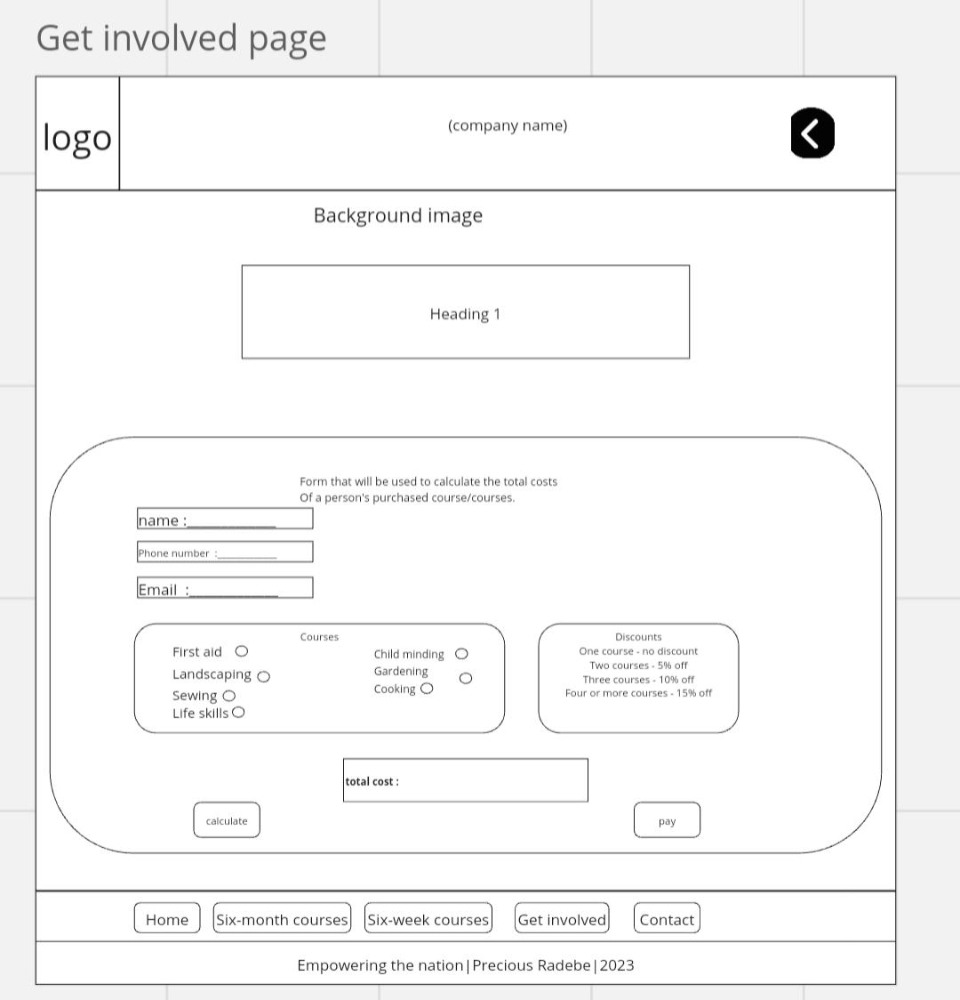 Get involved page
logo
(company name)
Background image
Heading 1
Form that will be used to calculate the total costs
Of a person's purchased course/courses.
name :___________
Phone number :___________
Email :___________
Courses
First aid
Landscaping
Sewing
Life skills
Child minding
Gardening
Cooking
Discounts
One course - no discount
Two courses - 5% off
Three courses - 10% off
Four or more courses - 15% off
total cost :
calculate
pay
Home
Six-month courses
Six-week courses
Get involved
Contact
Empowering the nation|Precious Radebe|2023